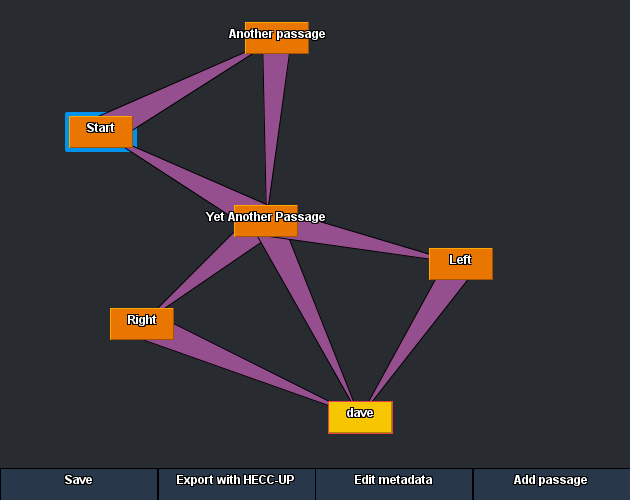 Another passage
Start
Yet Another Passage
Left
Right
dave
Save
Export with HECC-UP
Edit metadata
Add passage